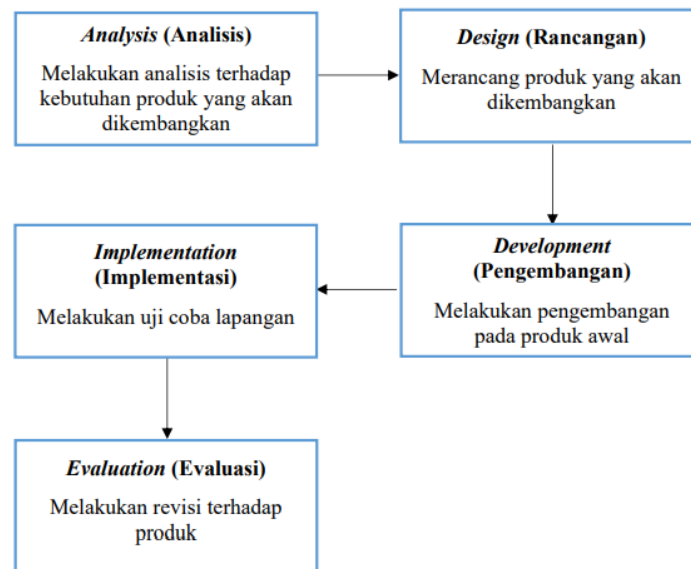 Analysis (Analisis)
Melakukan analisis terhadap
kebutuhan produk yang akan
dikembangkan
Design (Rancangan)
Merancang produk yang akan
dikembangkan
Development
(Pengembangan)
Melakukan pengembangan
pada produk awal
Implementation
(Implementasi)
Melakukan uji coba lapangan
Evaluation (Evaluasi)
Melakukan revisi terhadap
produk